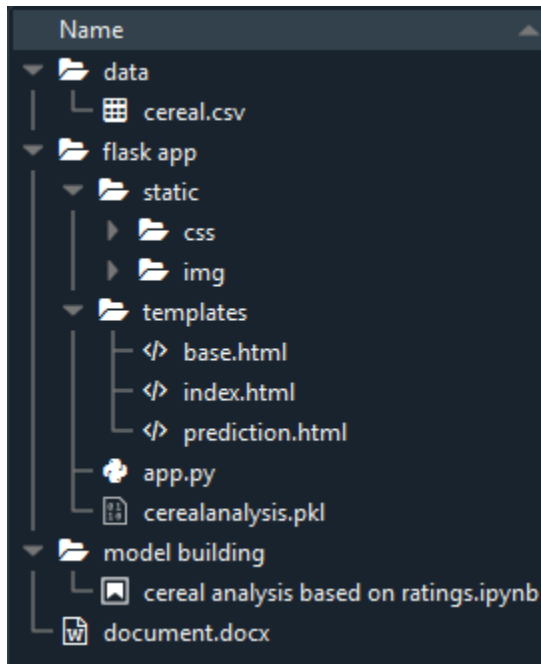 Name
data
cereal.csv
flask app
static
css
img
templates
base.html
index.html
prediction.html
app.py
cerealanalysis.pkl
model building
cereal analysis based on ratings.ipynb
document.docx